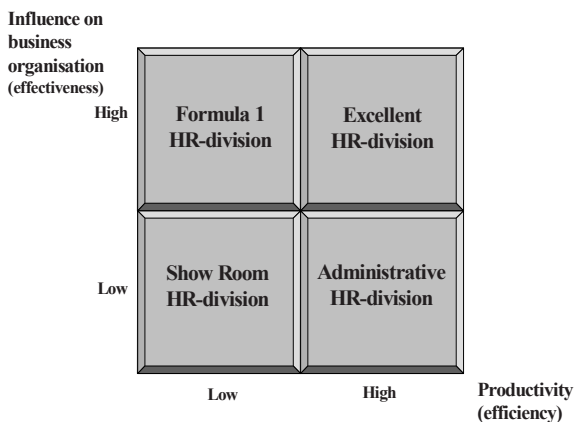 Influence on
business
organisation
(effectiveness)
High
Formula 1
HR-division
Excellent
HR-division
Low
Show Room
HR-division
Administrative
HR-division
Low
High
Productivity
(efficiency)